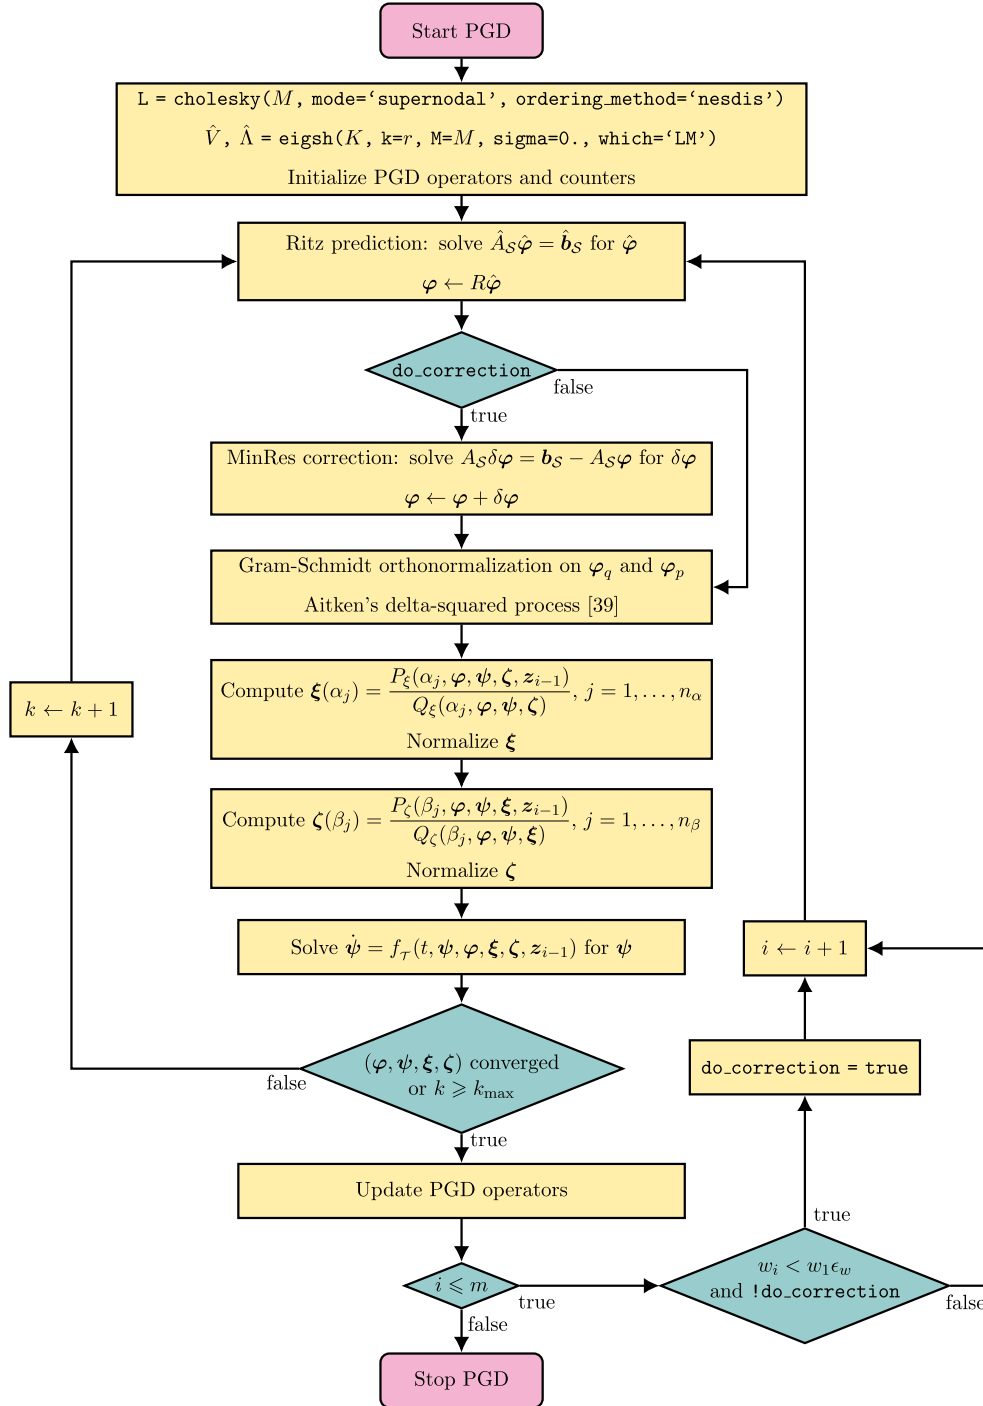 Start PGD
L = cholesky(M, mode=‘supernodal’, ordering_method=‘nesdis’)
V̂, Λ̂ = eigsh(K, k=r, M=M, sigma=0., which=‘LM’)
Initialize PGD operators and counters
Ritz prediction: solve Â_𝒮 φ̂ = b̂_𝒮 for φ̂
φ ← Rφ̂
do_correction
false
true
MinRes correction: solve A_𝒮 δφ = b_𝒮 − A_𝒮 φ for δφ
φ ← φ + δφ
Gram-Schmidt orthonormalization on φ_q and φ_p
Aitken's delta-squared process [39]
Compute ξ(α_j) = P_ξ(α_j, φ, ψ, ζ, z_{i−1}) / Q_ξ(α_j, φ, ψ, ζ), j = 1, . . . , n_α
Normalize ξ
k ← k + 1
Compute ζ(β_j) = P_ζ(β_j, φ, ψ, ξ, z_{i−1}) / Q_ζ(β_j, φ, ψ, ξ), j = 1, . . . , n_β
Normalize ζ
Solve ψ̇ = f_𝒯(t, ψ, φ, ξ, ζ, z_{i−1}) for ψ
i ← i + 1
(φ, ψ, ξ, ζ) converged
or k ⩾ k_max
false
true
do_correction = true
Update PGD operators
true
i ⩽ m
true
false
w_i < w_1 ϵ_w
and !do_correction
false
Stop PGD